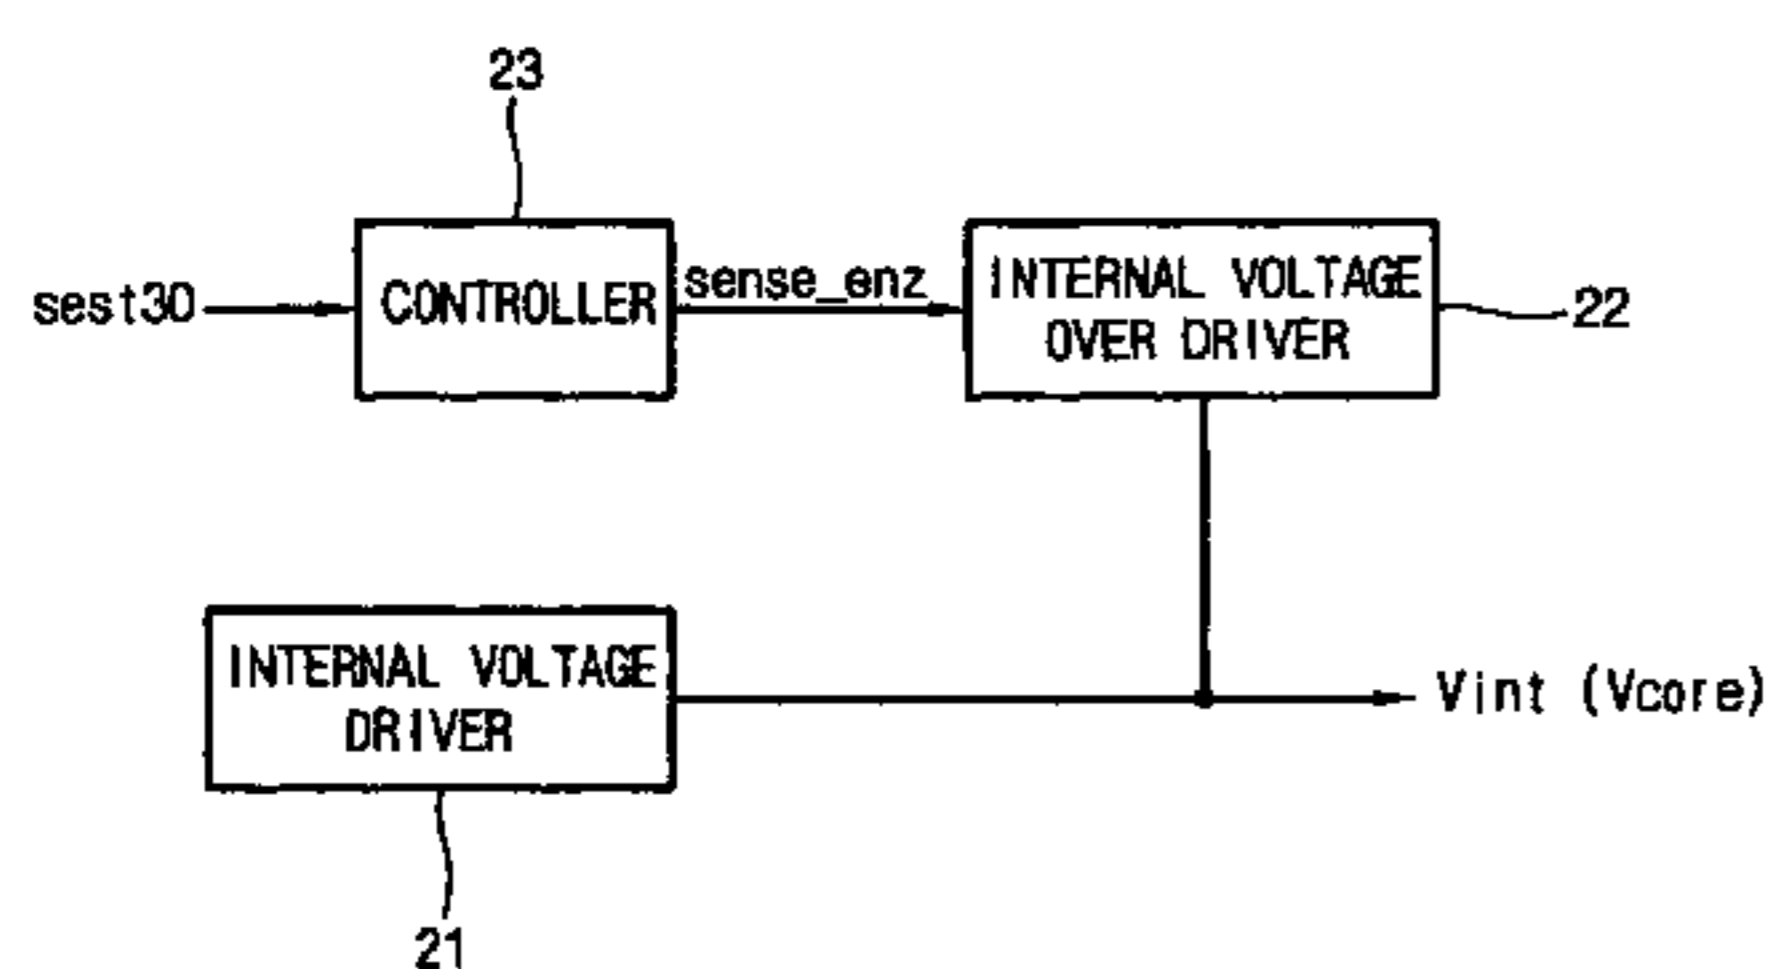 23
sest30
CONTROLLER
sense_enz
INTERNAL VOLTAGE
OVER DRIVER
22
INTERNAL VOLTAGE
DRIVER
Vint (Vcore)
21